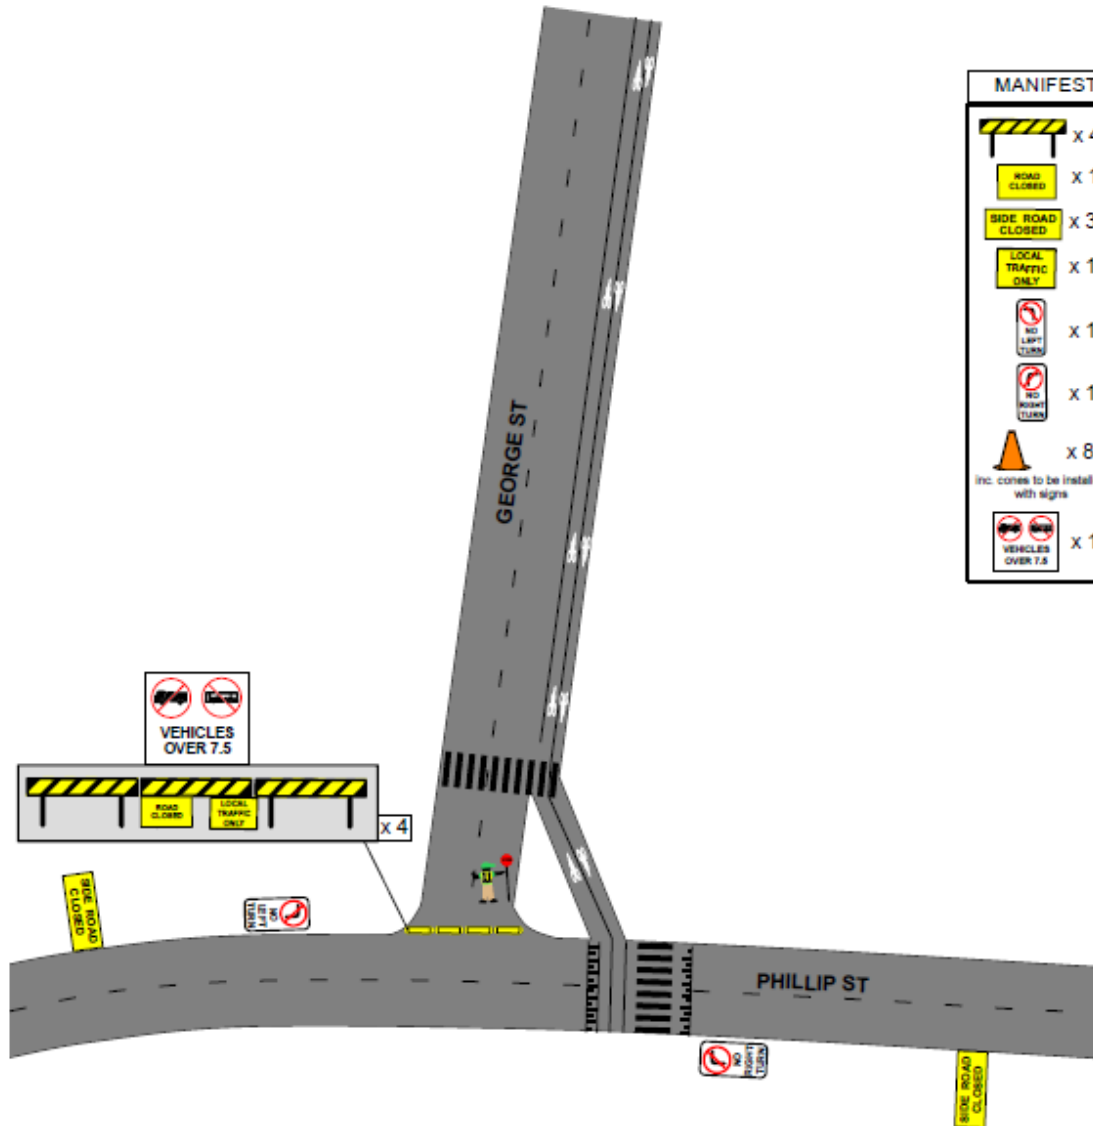 MANIFEST
x 4
ROAD
CLOSED
x 1
SIDE ROAD
CLOSED
x 3
LOCAL
TRAFFIC
ONLY
x 1
NO
LEFT
TURN
x 1
NO
RIGHT
TURN
x 1
x 8
Inc. cones to be install
with signs
VEHICLES
OVER 7.5
x 1
GEORGE ST
VEHICLES
OVER 7.5
ROAD
CLOSED
LOCAL
TRAFFIC
ONLY
x 4
SIDE ROAD
CLOSED
NO
LEFT
TURN
PHILLIP ST
NO
RIGHT
TURN
SIDE ROAD
CLOSED